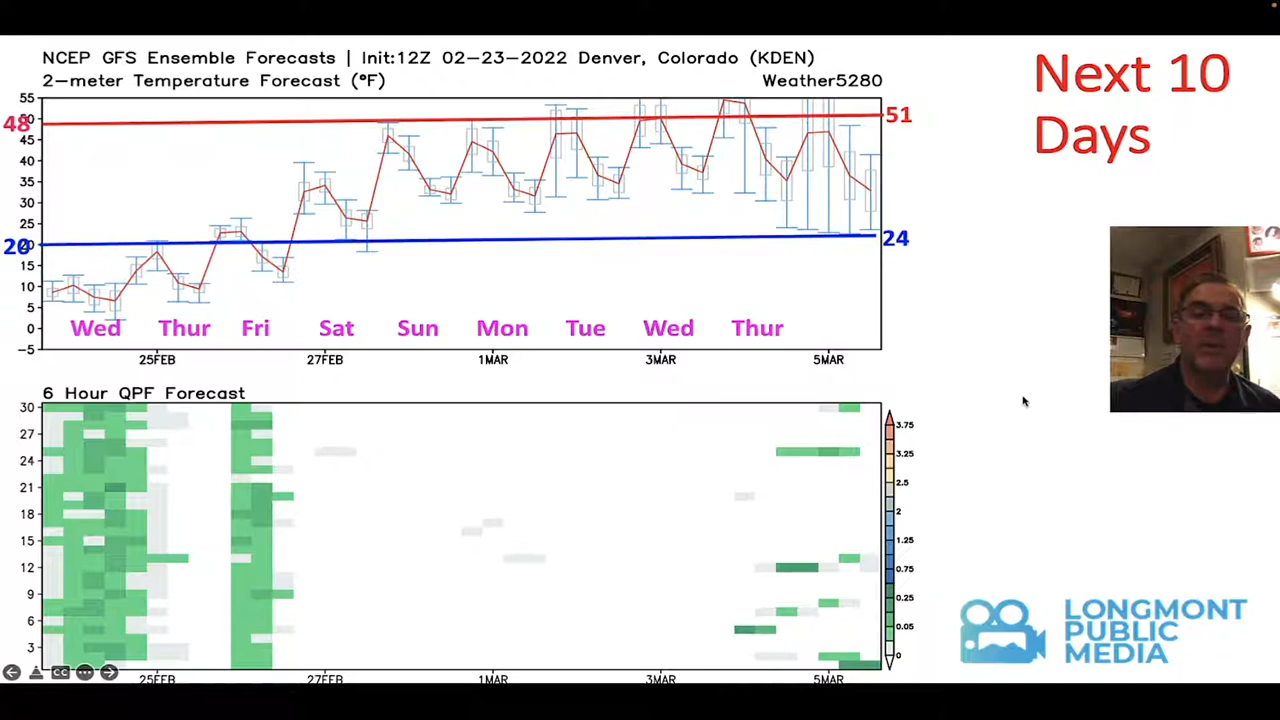 NCEP GFS Ensemble Forecasts | Init:12Z 02-23-2022 Denver, Colorado (KDEN)
2-meter Temperature Forecast (°F)
Weather5280
Next 10
Days
55
48
45
40
35
30
25
20
15
10
5
0
-5
51
24
Wed
Thur
Fri
Sat
Sun
Mon
Tue
Wed
Thur
25FEB
27FEB
1MAR
3MAR
5MAR
6 Hour QPF Forecast
30
27
24
21
18
15
12
9
6
3
3.75
3.25
2.5
2
1.25
0.75
0.25
0.05
0
25FEB
27FEB
1MAR
3MAR
5MAR
CC
LONGMONT
PUBLIC
MEDIA